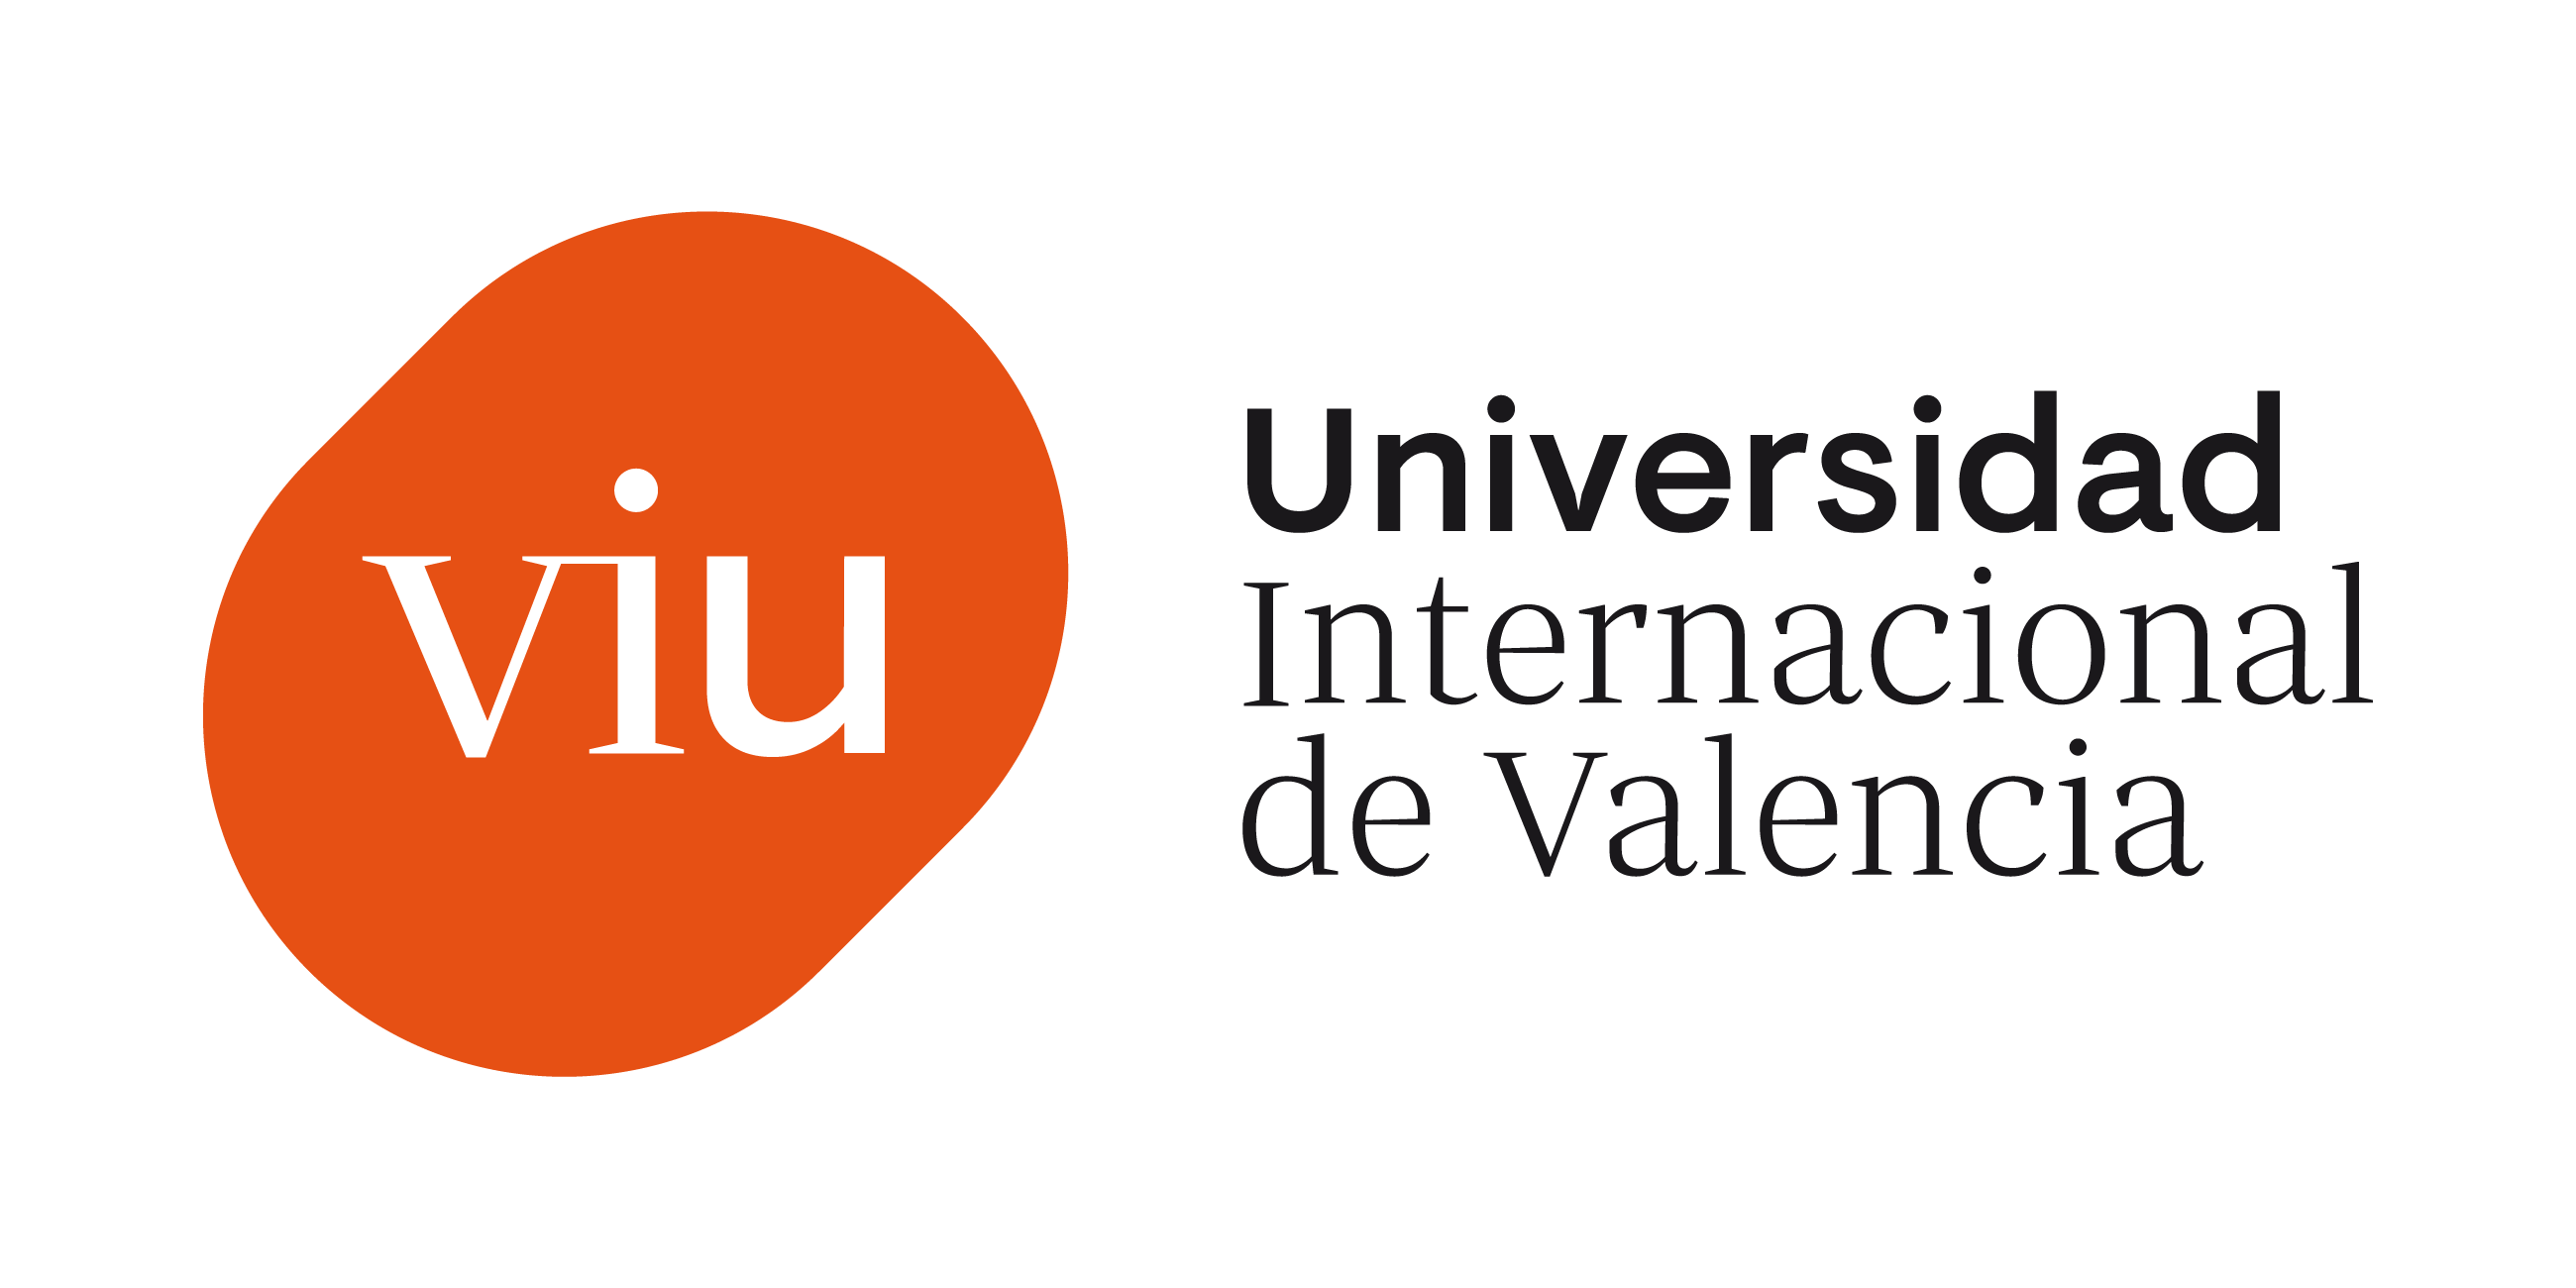 viu
Universidad
Internacional
de Valencia